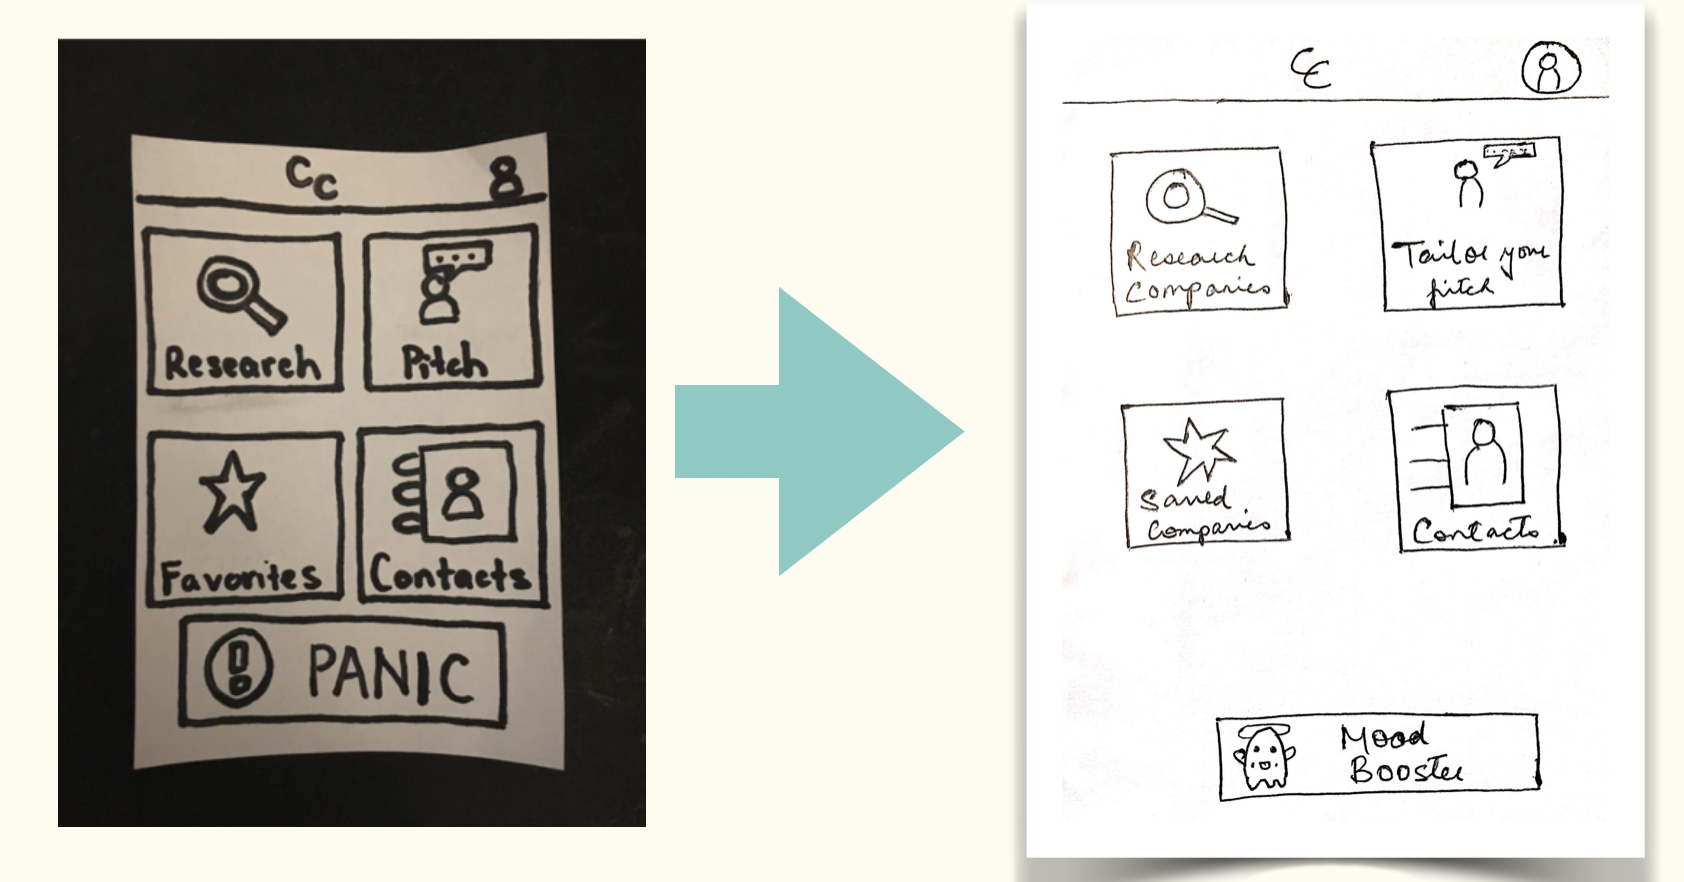 Cc
Research
Pitch
Favorites
Contacts
PANIC
CC
Research
Companies
Tailor your
pitch
Saved
Companies
Contacts
Mood
Booster